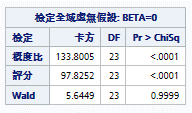 檢定全域虛無假設: BETA=0
檢定 卡方 DF Pr > ChiSq
概度比 133.8005 23 <.0001
評分 97.8252 23 <.0001
Wald 5.6449 23 0.9999